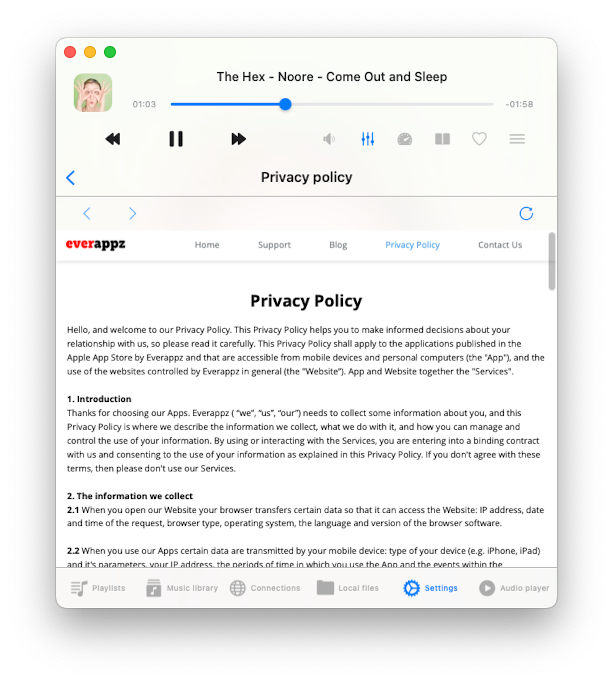 The Hex - Noore - Come Out and Sleep
01:03
-01:58
Privacy policy
everappz
Home
Support
Blog
Privacy Policy
Contact Us
Privacy Policy
Hello, and welcome to our Privacy Policy. This Privacy Policy helps you to make informed decisions about your
relationship with us, so please read it carefully. This Privacy Policy shall apply to the applications published in the
Apple App Store by Everappz and that are accessible from mobile devices and personal computers (the "App"), and the
use of the websites controlled by Everappz in general (the "Website"). App and Website together the "Services".
1. Introduction
Thanks for choosing our Apps. Everappz ( “we”, “us”, “our”) needs to collect some information about you, and this
Privacy Policy is where we describe the information we collect, what we do with it, and how you can manage and
control the use of your information. By using or interacting with the Services, you are entering into a binding contract
with us and consenting to the use of your information as explained in this Privacy Policy. If you don't agree with these
terms, then please don't use our Services.
2. The information we collect
2.1 When you open our Website your browser transfers certain data so that it can access the Website: IP address, date
and time of the request, browser type, operating system, the language and version of the browser software.
2.2 When you use our Apps certain data are transmitted by your mobile device: type of your device (e.g. iPhone, iPad)
and it's parameters, your IP address, the periods of time in which you use the App and the events within the
Playlists
Music library
Connections
Local files
Settings
Audio player